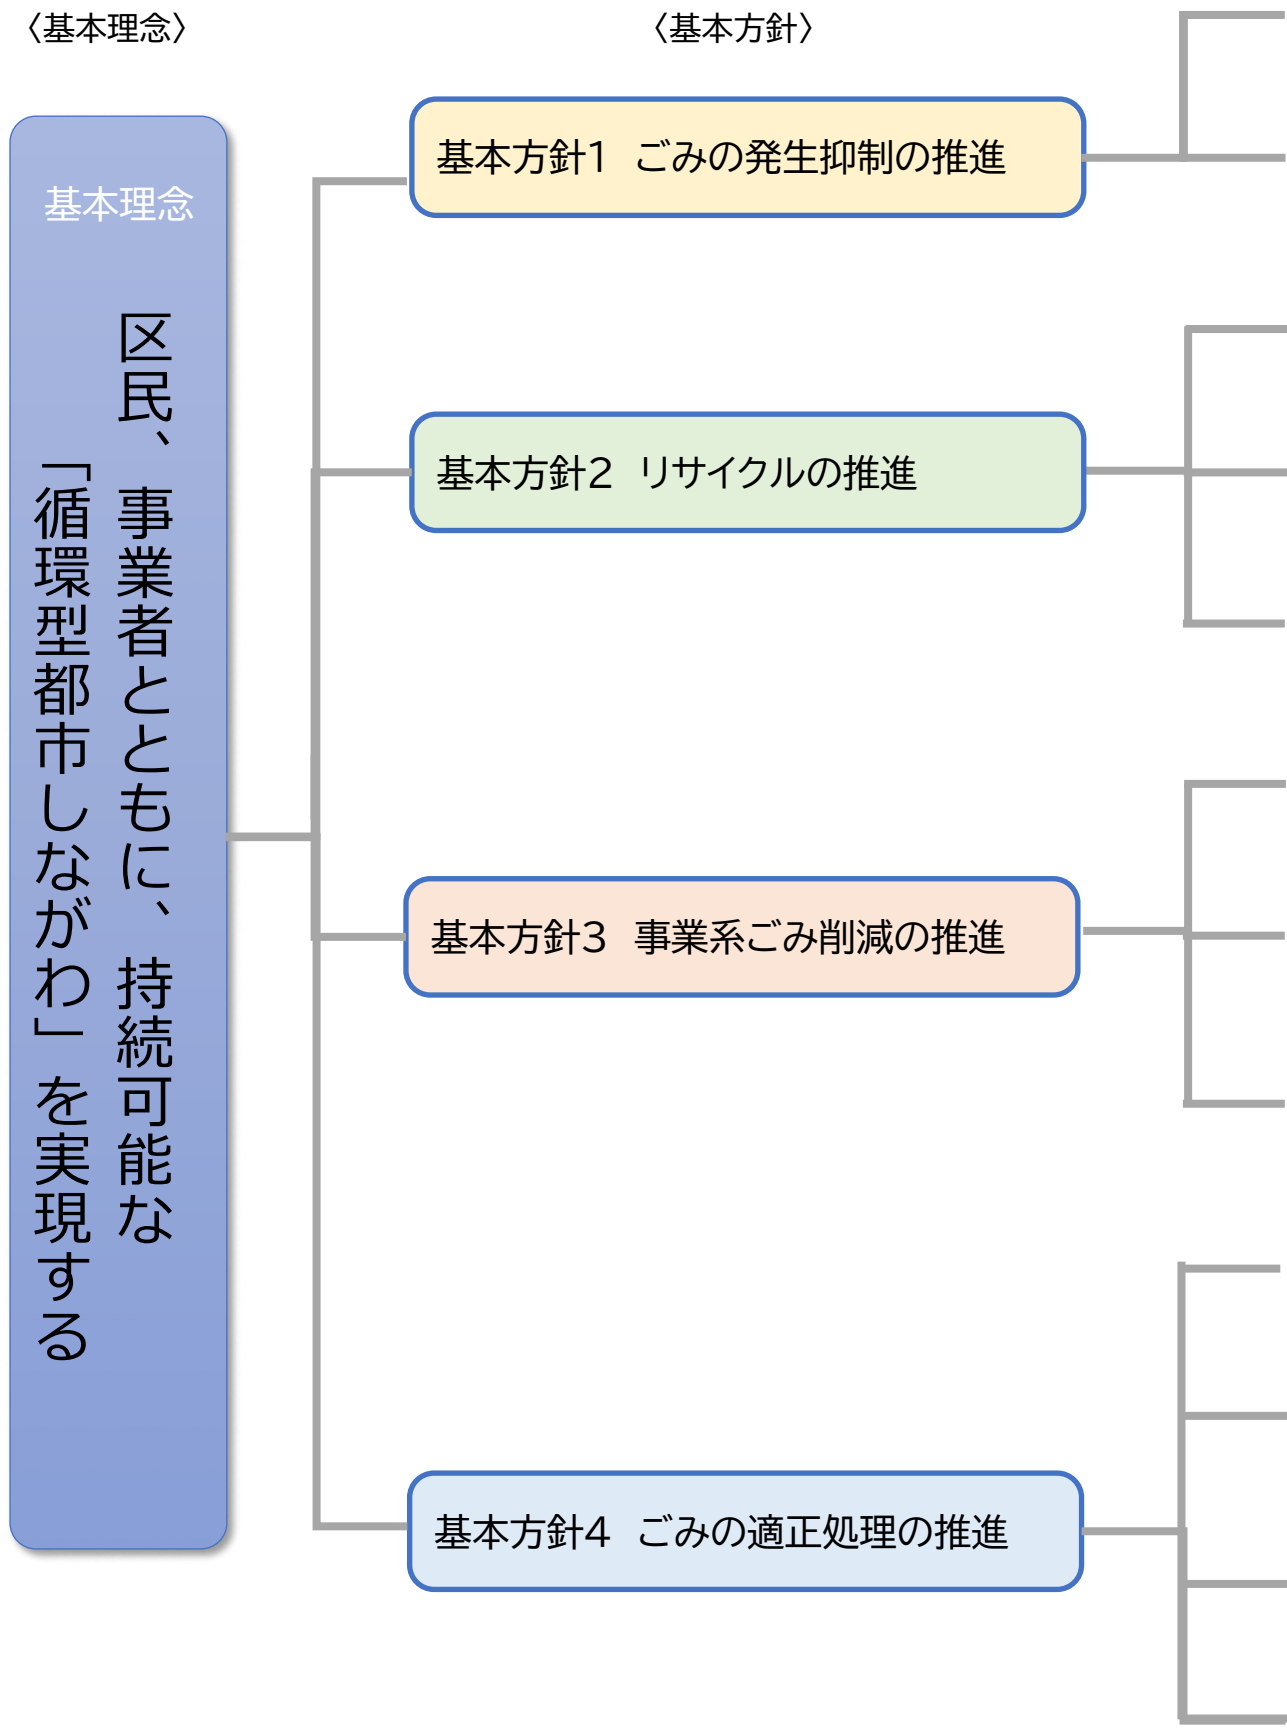 〈基本理念〉
〈基本方針〉
基本理念
区民、事業者とともに、持続可能な
「循環型都市しながわ」を実現する
基本方針1　ごみの発生抑制の推進
基本方針2　リサイクルの推進
基本方針3　事業系ごみ削減の推進
基本方針4　ごみの適正処理の推進